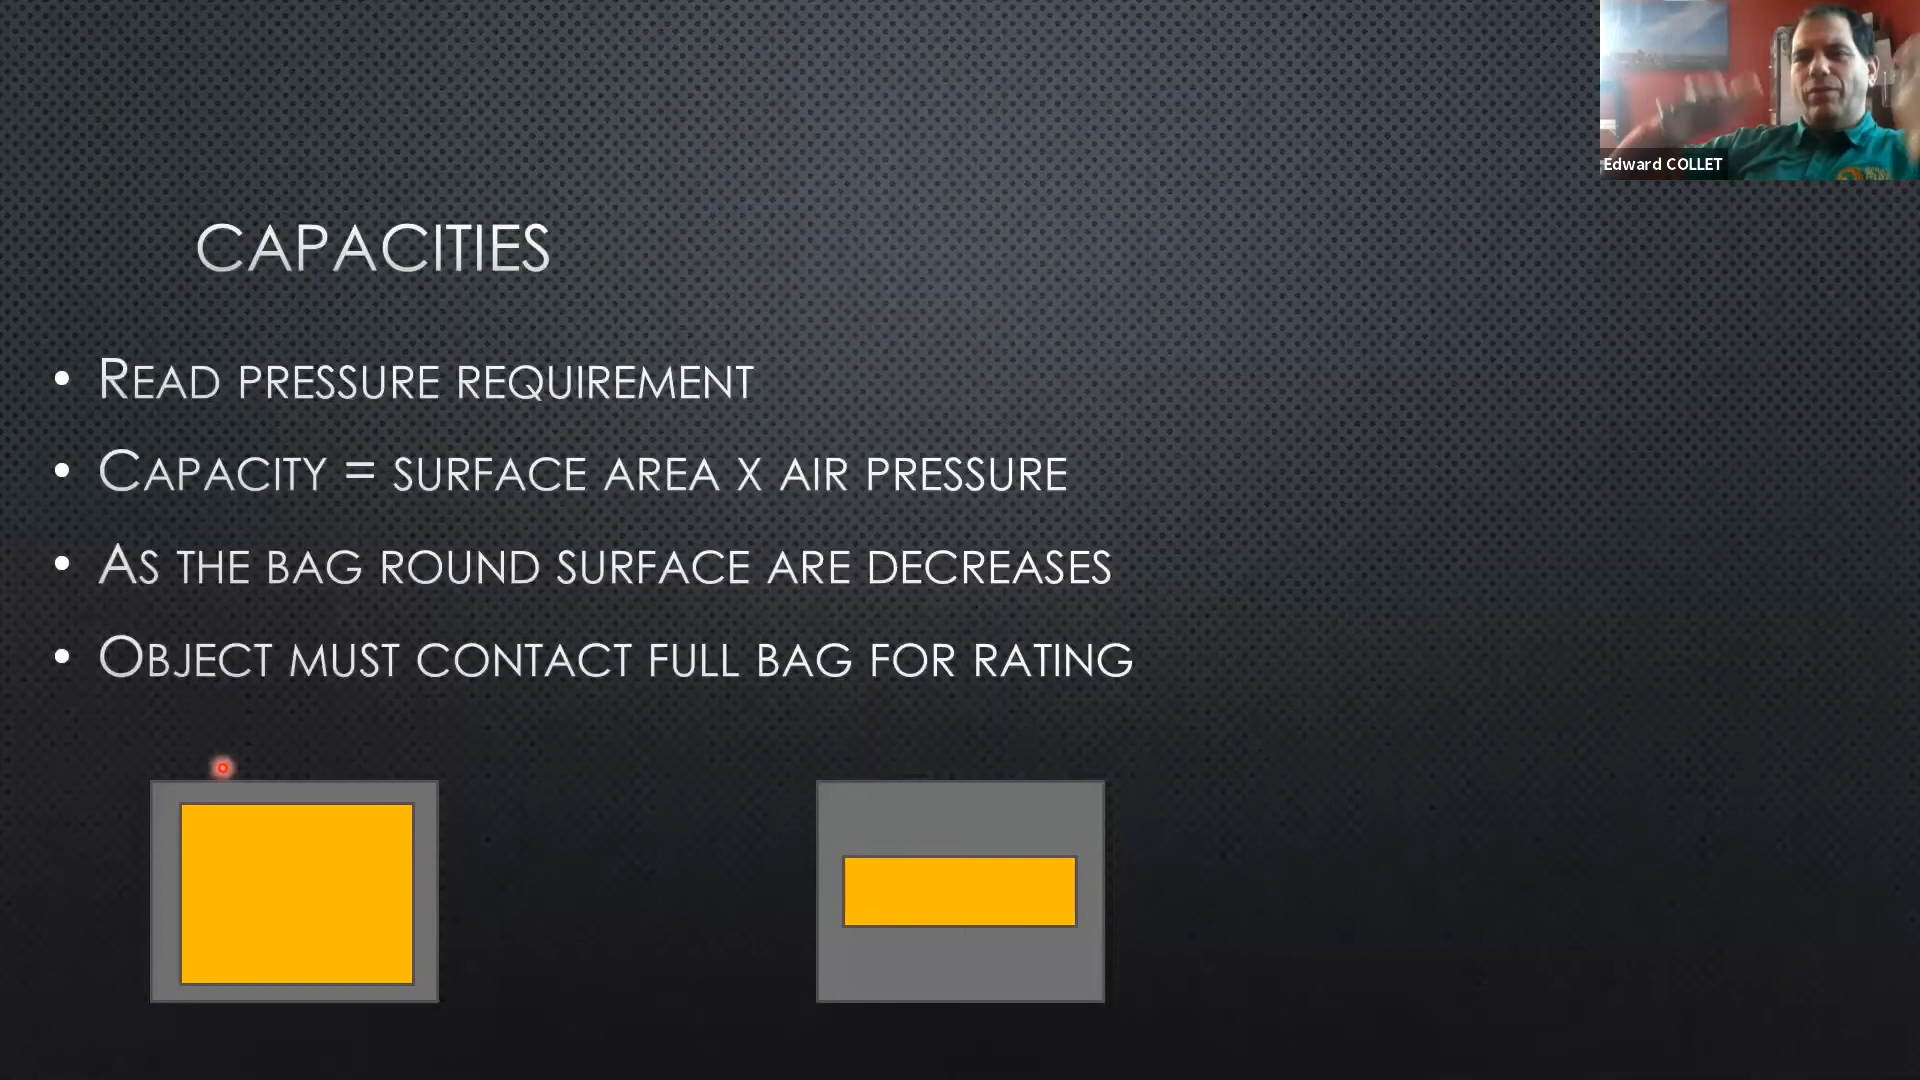 CAPACITIES
• READ PRESSURE REQUIREMENT
• CAPACITY = SURFACE AREA X AIR PRESSURE
• AS THE BAG ROUND SURFACE ARE DECREASES
• OBJECT MUST CONTACT FULL BAG FOR RATING
Edward COLLET